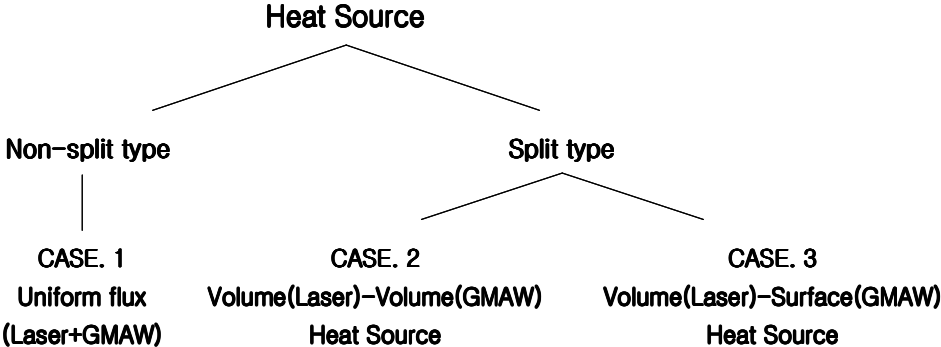 Heat Source
Non-split type
Split type
CASE. 1
Uniform flux
(Laser+GMAW)
CASE. 2
Volume(Laser)-Volume(GMAW)
Heat Source
CASE. 3
Volume(Laser)-Surface(GMAW)
Heat Source